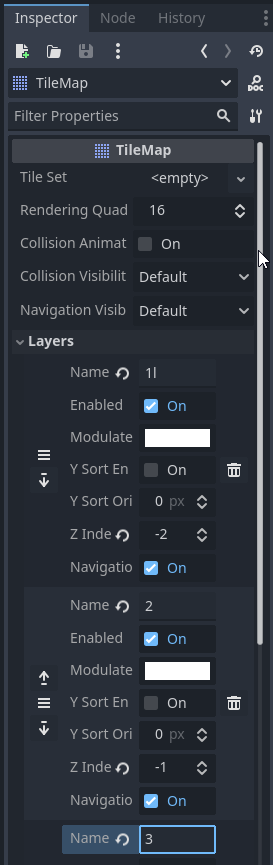 Inspector Node History
TileMap
DOC
Filter Properties
TileMap
Tile Set <empty>
Rendering Quad 16
Collision Animat On
Collision Visibilit Default
Navigation Visib Default
Layers
Name 1l
Enabled On
Modulate
Y Sort En On
Y Sort Ori 0 px
Z Inde -2
Navigatio On
Name 2
Enabled On
Modulate
Y Sort En On
Y Sort Ori 0 px
Z Inde -1
Navigatio On
Name 3